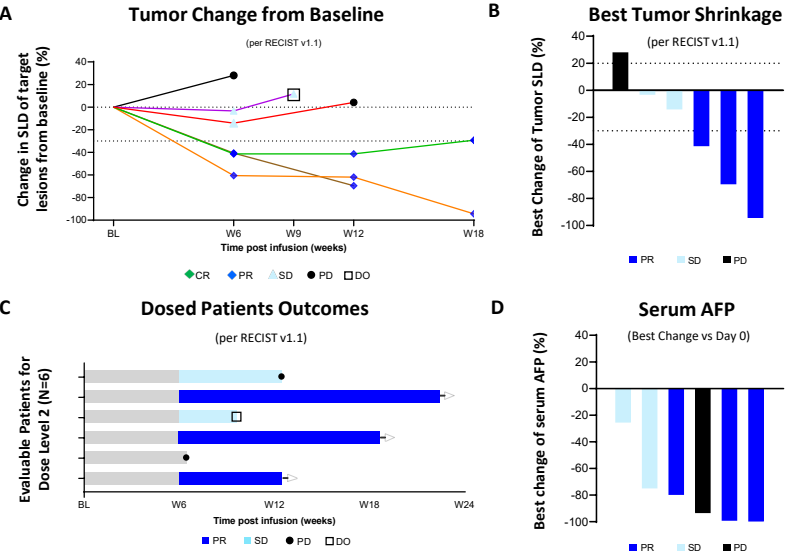 A
Tumor Change from Baseline
(per RECIST v1.1)
Change in SLD of target
lesions from baseline (%)
40
20
0
-20
-40
-60
-80
-100
BL
W6
W9
W12
W18
Time post infusion (weeks)
CR
PR
SD
PD
DO
B
Best Tumor Shrinkage
(per RECIST v1.1)
Best Change of Tumor SLD (%)
40
20
0
-20
-40
-60
-80
-100
PR
SD
PD
C
Dosed Patients Outcomes
(per RECIST v1.1)
Evaluable Patients for
Dose Level 2 (N=6)
BL
W6
W12
W18
W24
Time post infusion (weeks)
PR
SD
PD
DO
D
Serum AFP
(Best Change vs Day 0)
Best change of serum AFP (%)
40
20
0
-20
-40
-60
-80
-100
PR
SD
PD